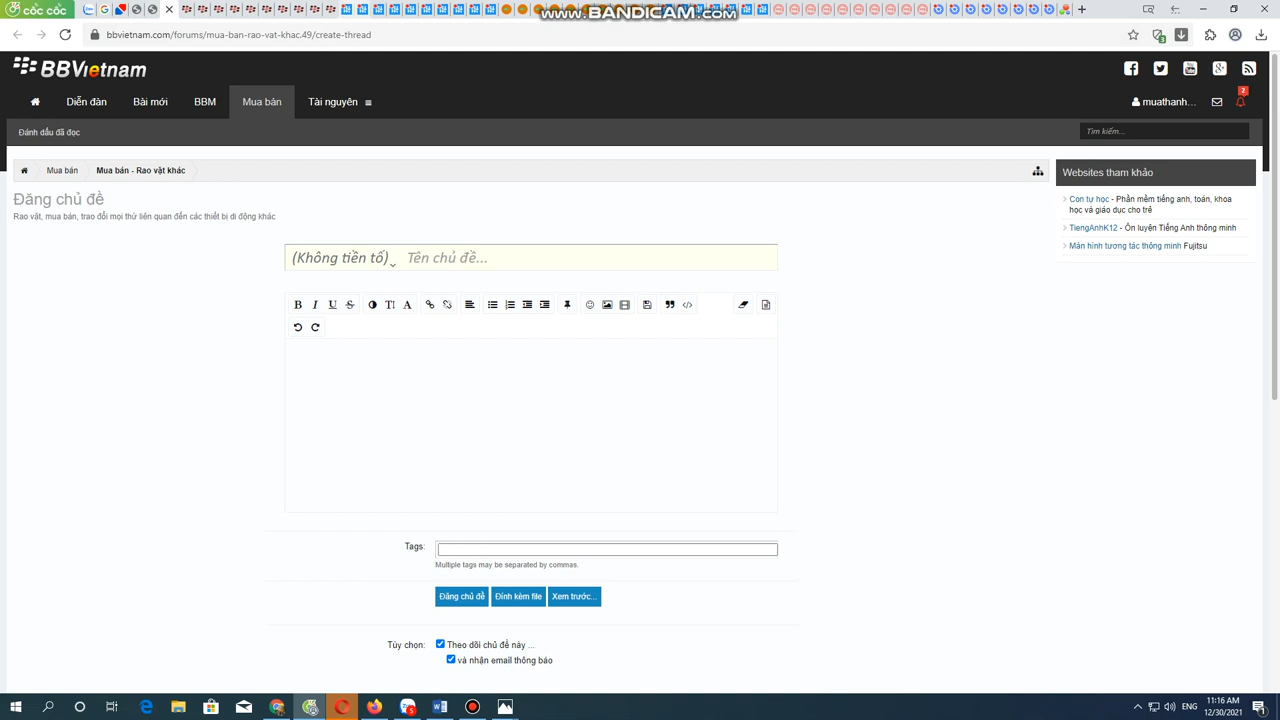 CỐC CỐC
www.BANDICAM.com
bbvietnam.com/forums/mua-ban-rao-vat-khac.49/create-thread
3
BBVietnam
Diễn đàn
Bài mới
BBM
Mua bán
Tài nguyên
muathanh...
2
Đánh dấu đã đọc
Tìm kiếm...
Mua bán
Mua bán - Rao vặt khác
Websites tham khảo
Đăng chủ đề
Rao vặt, mua bán, trao đổi mọi thứ liên quan đến các thiết bị di động khác
Con tự học - Phần mềm tiếng anh, toán, khoa
học và giáo dục cho trẻ
TiengAnhK12 - Ôn luyện Tiếng Anh thông minh
Màn hình tương tác thông minh Fujitsu
(Không tiền tố)
Tên chủ đề...
Tags:
Multiple tags may be separated by commas.
Đăng chủ đề
Đính kèm file
Xem trước...
Tùy chọn:
Theo dõi chủ đề này ...
và nhận email thông báo
5
ENG
11:16 AM
12/30/2021
1